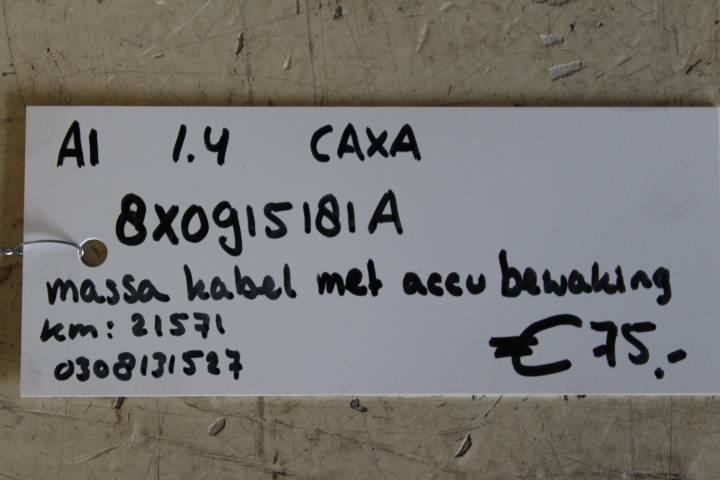 A1 1.4 CAXA
8X0915181A
massa kabel met accu bewaking
km: 21571
0308131527
€75,-